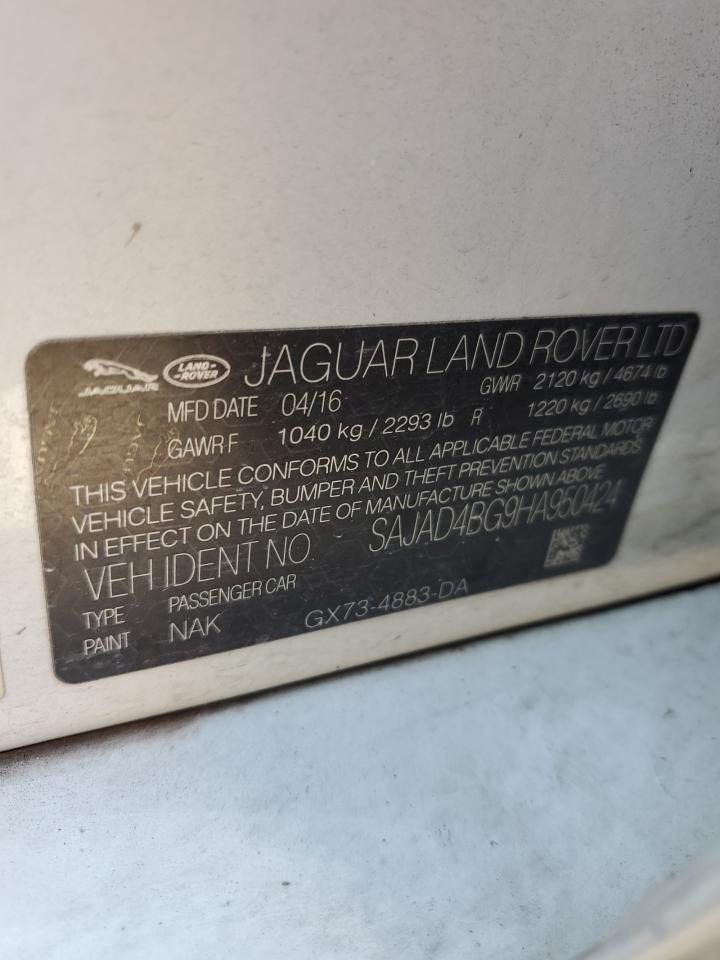 JAGUAR LAND-ROVER JAGUAR LAND ROVER LTD
MFD DATE 04/16 GVWR 2120 kg / 4674 lb
GAWR F 1040 kg / 2293 lb R 1220 kg / 2690 lb
THIS VEHICLE CONFORMS TO ALL APPLICABLE FEDERAL MOTOR
VEHICLE SAFETY, BUMPER AND THEFT PREVENTION STANDARDS
IN EFFECT ON THE DATE OF MANUFACTURE SHOWN ABOVE
VEH IDENT NO SAJAD4BG9HA950424
TYPE PASSENGER CAR
PAINT NAK GX73-4883-DA